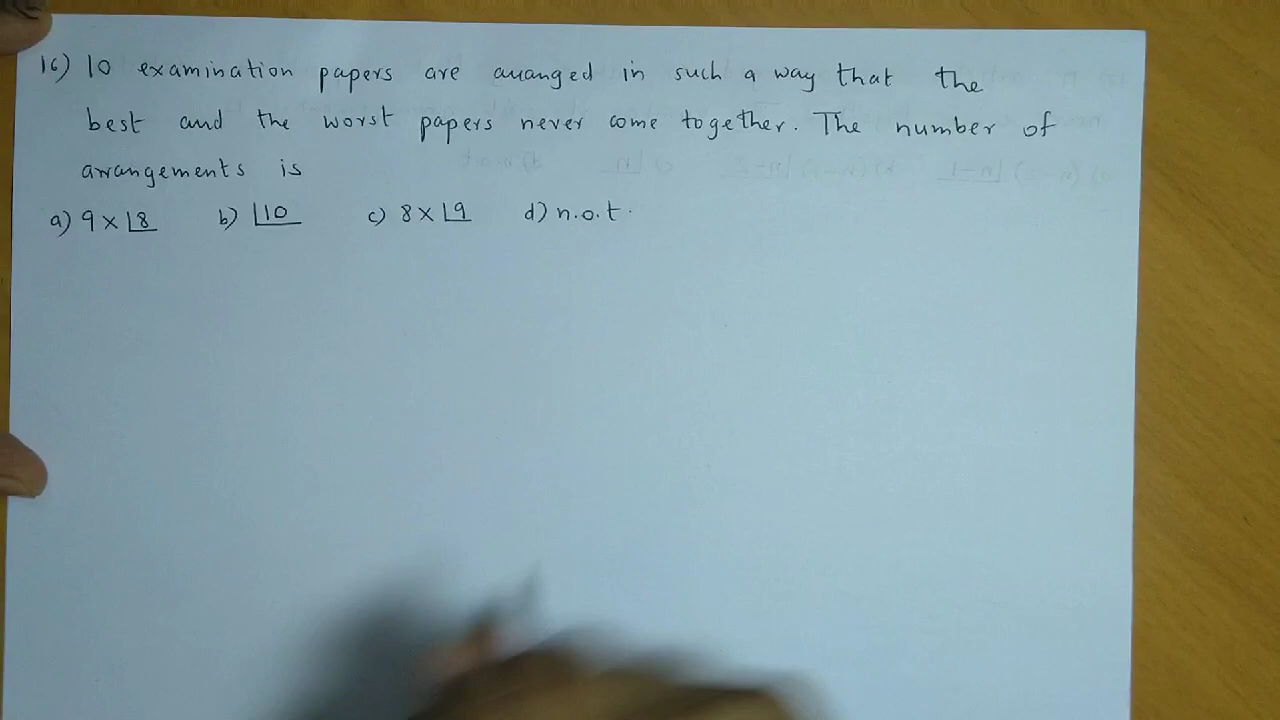 16) 10 examination papers are arranged in such a way that the
best and the worst papers never come together. The number of
arrangements is
a) 9 × ⌊8 b) ⌊10 c) 8 × ⌊9 d) n.o.t.